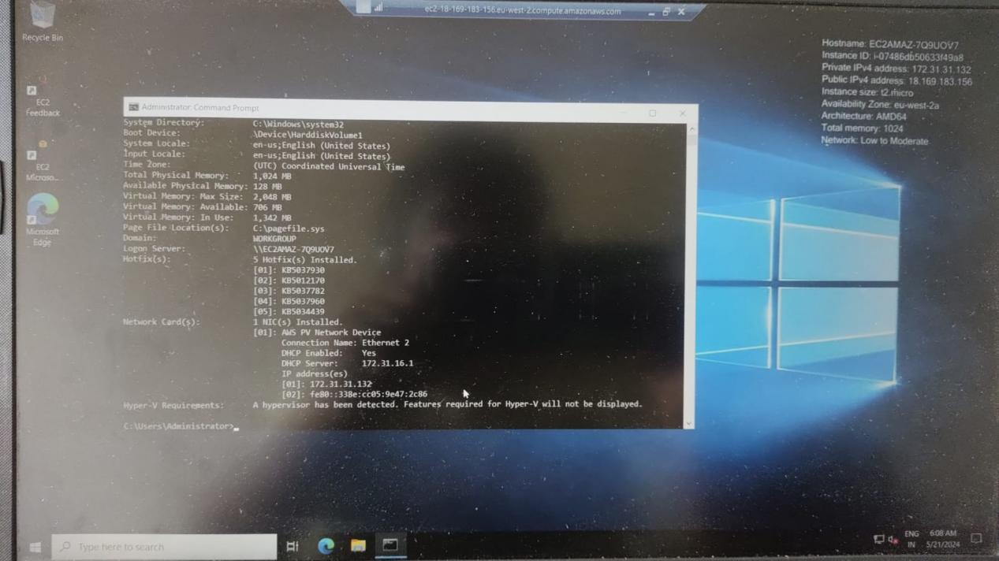 ec2-18-169-183-156.eu-west-2.compute.amazonaws.com
Recycle Bin
EC2
Feedback
EC2
Microso...
Microsoft
Edge
Hostname: EC2AMAZ-7Q9UOV7
Instance ID: i-07486db50633f49a8
Private IPv4 address: 172.31.31.132
Public IPv4 address: 18.169.183.156
Instance size: t2.micro
Availability Zone: eu-west-2a
Architecture: AMD64
Total memory: 1024
Network: Low to Moderate
Administrator: Command Prompt
System Directory: C:\Windows\system32
Boot Device: \Device\HarddiskVolume1
System Locale: en-us;English (United States)
Input Locale: en-us;English (United States)
Time Zone: (UTC) Coordinated Universal Time
Total Physical Memory: 1,024 MB
Available Physical Memory: 128 MB
Virtual Memory: Max Size: 2,048 MB
Virtual Memory: Available: 706 MB
Virtual Memory: In Use: 1,342 MB
Page File Location(s): C:\pagefile.sys
Domain: WORKGROUP
Logon Server: \\EC2AMAZ-7Q9UOV7
Hotfix(s): 5 Hotfix(s) Installed.
[01]: KB5037930
[02]: KB5012170
[03]: KB5037782
[04]: KB5037960
[05]: KB5034439
Network Card(s): 1 NIC(s) Installed.
[01]: AWS PV Network Device
Connection Name: Ethernet 2
DHCP Enabled: Yes
DHCP Server: 172.31.16.1
IP address(es)
[01]: 172.31.31.132
[02]: fe80::338e:cc05:9e47:2c86
Hyper-V Requirements: A hypervisor has been detected. Features required for Hyper-V will not be displayed.
C:\Users\Administrator>
Type here to search
ENG
IN
6:08 AM
5/21/2024